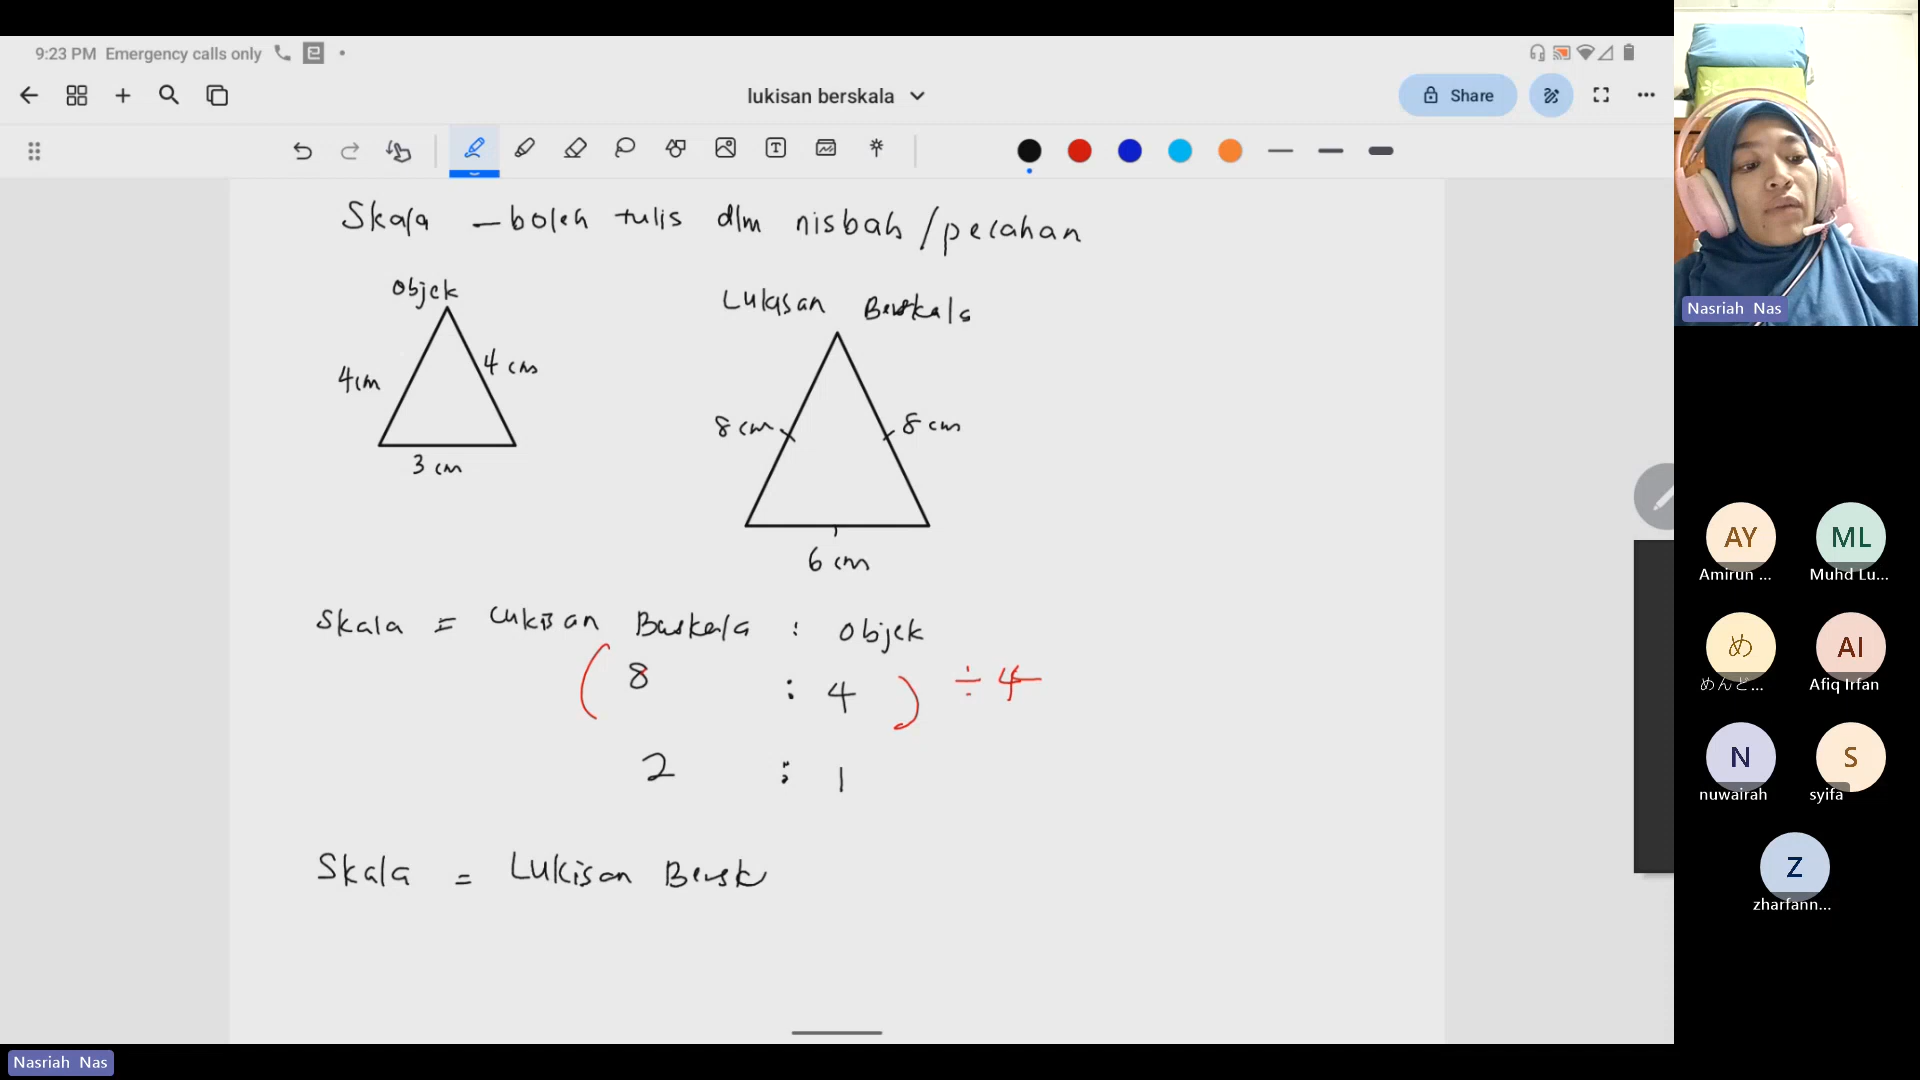 9:23 PM Emergency calls only
lukisan berskala
Share
Skala - boleh tulis dlm nisbah/pecahan
Objek
Lukisan Berskala
4cm
4 cm
3 cm
8 cm
8 cm
6 cm
Skala = Lukisan Berskala : Objek
( 8 : 4 ) ÷ 4
2 : 1
Skala = Lukisan Bersk
Nasriah Nas
AY
Amirun ...
ML
Muhd Lu...
め
めんど...
AI
Afiq Irfan
N
nuwairah
S
syifa
Z
zharfann...
Nasriah Nas